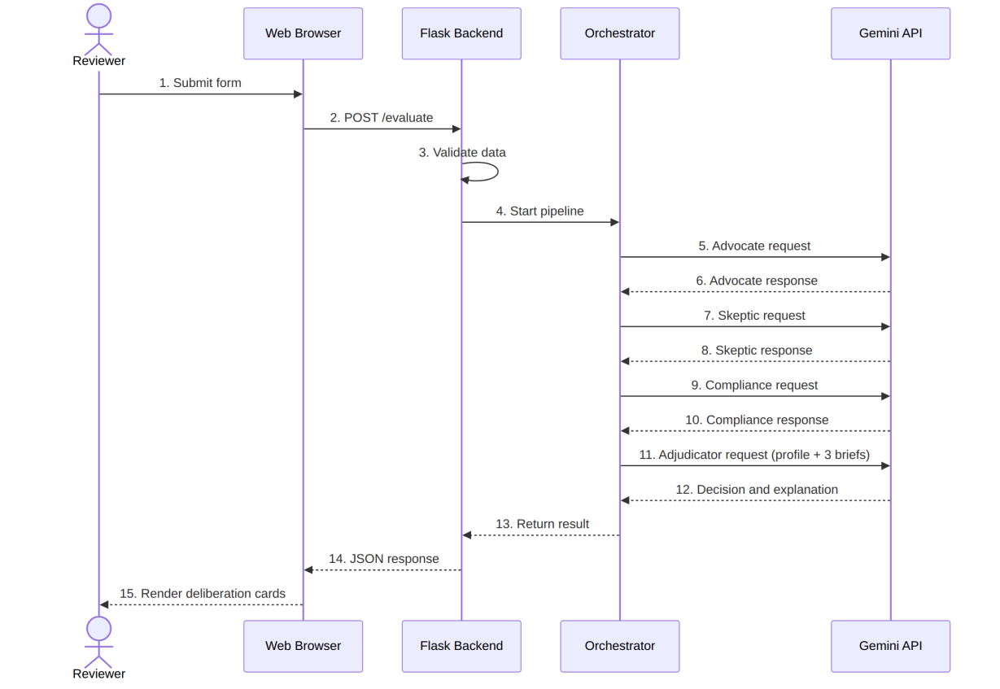 Reviewer
Web Browser
Flask Backend
Orchestrator
Gemini API
1. Submit form
2. POST /evaluate
3. Validate data
4. Start pipeline
5. Advocate request
6. Advocate response
7. Skeptic request
8. Skeptic response
9. Compliance request
10. Compliance response
11. Adjudicator request (profile + 3 briefs)
12. Decision and explanation
13. Return result
14. JSON response
15. Render deliberation cards
Reviewer
Web Browser
Flask Backend
Orchestrator
Gemini API